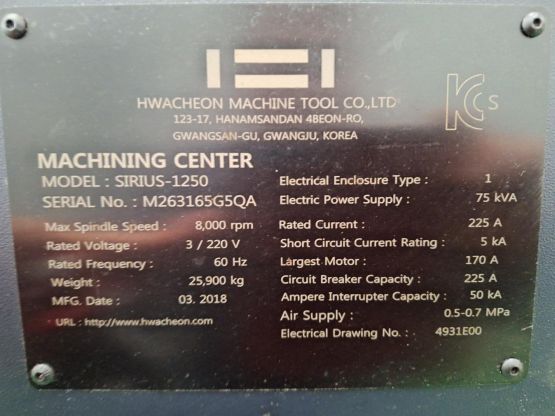 HWACHEON MACHINE TOOL CO.,LTD
123-17, HANAMSANDAN 4BEON-RO,
GWANGSAN-GU, GWANGJU, KOREA
KCs
MACHINING CENTER
MODEL : SIRIUS-1250
SERIAL No. : M263165G5QA
Max Spindle Speed : 8,000 rpm
Rated Voltage : 3 / 220 V
Rated Frequency : 60 Hz
Weight : 25,900 kg
MFG. Date : 03. 2018
URL : http://www.hwacheon.com
Electrical Enclosure Type : 1
Electric Power Supply : 75 kVA
Rated Current : 225 A
Short Circuit Current Rating : 5 kA
Largest Motor : 170 A
Circuit Breaker Capacity : 225 A
Ampere Interrupter Capacity : 50 kA
Air Supply : 0.5-0.7 MPa
Electrical Drawing No. : 4931E00